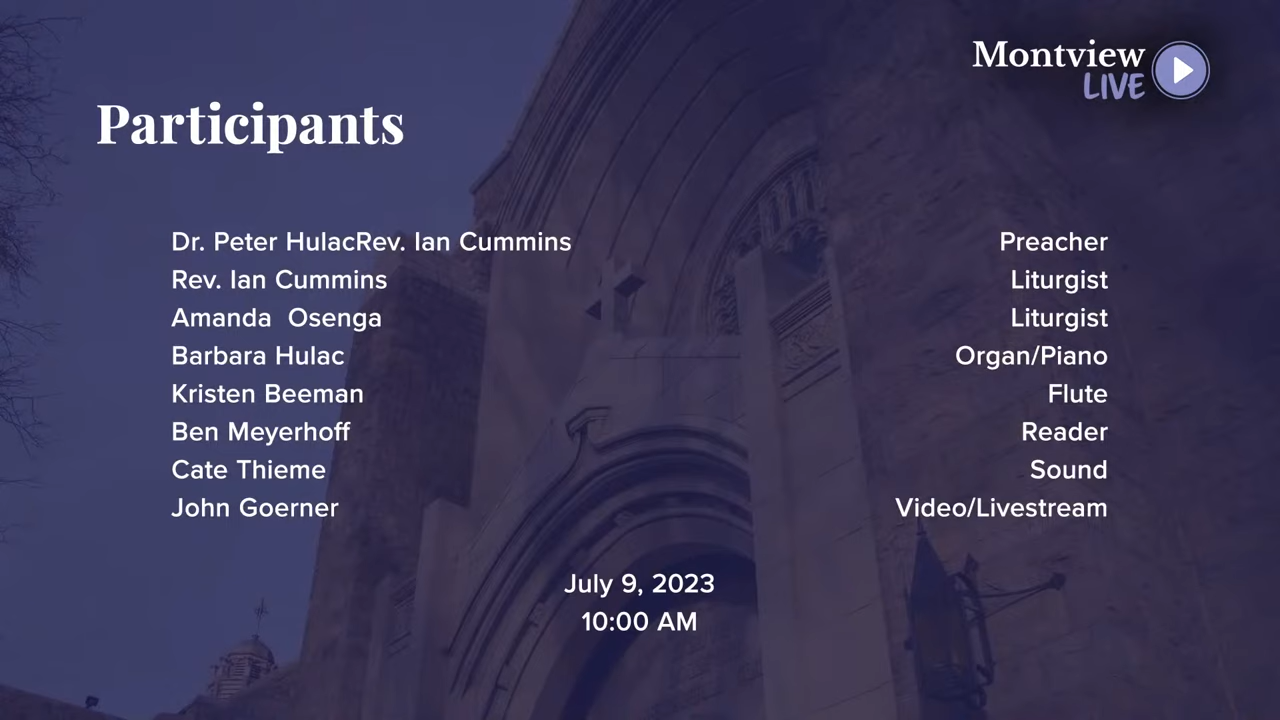 Montview
LIVE
Participants
Dr. Peter HulacRev. Ian Cummins Preacher
Rev. Ian Cummins Liturgist
Amanda  Osenga Liturgist
Barbara Hulac Organ/Piano
Kristen Beeman Flute
Ben Meyerhoff Reader
Cate Thieme Sound
John Goerner Video/Livestream
July 9, 2023
10:00 AM